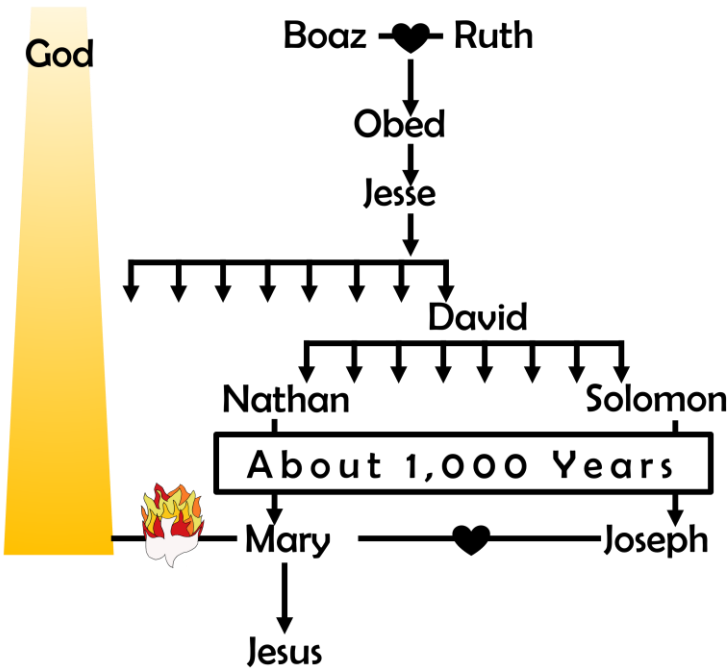 God
Boaz Ruth
Obed
Jesse
David
Nathan Solomon
About 1,000 Years
Mary Joseph
Jesus